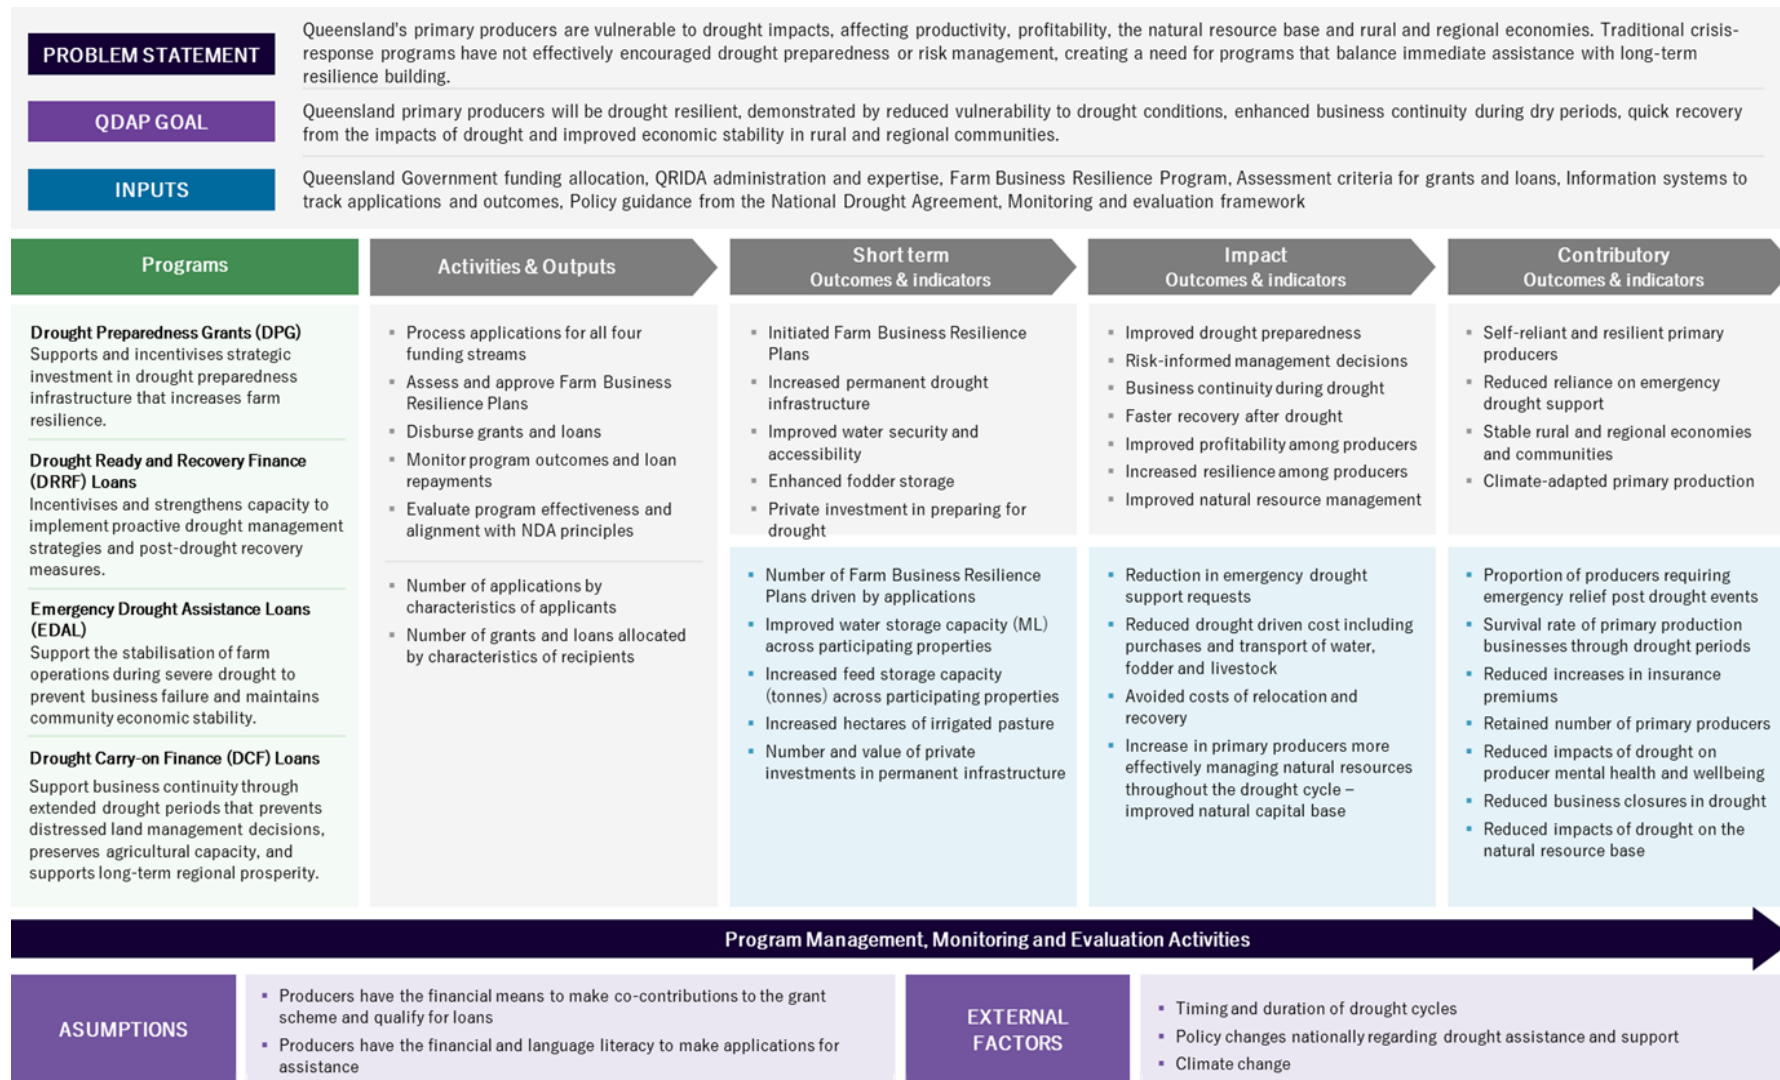 PROBLEM STATEMENT
Queensland's primary producers are vulnerable to drought impacts, affecting productivity, profitability, the natural resource base and rural and regional economies. Traditional crisis-
response programs have not effectively encouraged drought preparedness or risk management, creating a need for programs that balance immediate assistance with long-term
resilience building.
QDAP GOAL
Queensland primary producers will be drought resilient, demonstrated by reduced vulnerability to drought conditions, enhanced business continuity during dry periods, quick recovery
from the impacts of drought and improved economic stability in rural and regional communities.
INPUTS
Queensland Government funding allocation, QRIDA administration and expertise, Farm Business Resilience Program, Assessment criteria for grants and loans, Information systems to
track applications and outcomes, Policy guidance from the National Drought Agreement, Monitoring and evaluation framework
Programs
Drought Preparedness Grants (DPG)
Supports and incentivises strategic
investment in drought preparedness
infrastructure that increases farm
resilience.
Drought Ready and Recovery Finance
(DRRF) Loans
Incentivises and strengthens capacity to
implement proactive drought management
strategies and post-drought recovery
measures.
Emergency Drought Assistance Loans
(EDAL)
Support the stabilisation of farm
operations during severe drought to
prevent business failure and maintains
community economic stability.
Drought Carry-on Finance (DCF) Loans
Support business continuity through
extended drought periods that prevents
distressed land management decisions,
preserves agricultural capacity, and
supports long-term regional prosperity.
Activities & Outputs
▪ Process applications for all four
funding streams
▪ Assess and approve Farm Business
Resilience Plans
▪ Disburse grants and loans
▪ Monitor program outcomes and loan
repayments
▪ Evaluate program effectiveness and
alignment with NDA principles
▪ Number of applications by
characteristics of applicants
▪ Number of grants and loans allocated
by characteristics of recipients
Short term
Outcomes & indicators
▪ Initiated Farm Business Resilience
Plans
▪ Increased permanent drought
infrastructure
▪ Improved water security and
accessibility
▪ Enhanced fodder storage
▪ Private investment in preparing for
drought
▪ Number of Farm Business Resilience
Plans driven by applications
▪ Improved water storage capacity (ML)
across participating properties
▪ Increased feed storage capacity
(tonnes) across participating properties
▪ Increased hectares of irrigated pasture
▪ Number and value of private
investments in permanent infrastructure
Impact
Outcomes & indicators
▪ Improved drought preparedness
▪ Risk-informed management decisions
▪ Business continuity during drought
▪ Faster recovery after drought
▪ Improved profitability among producers
▪ Increased resilience among producers
▪ Improved natural resource management
▪ Reduction in emergency drought
support requests
▪ Reduced drought driven cost including
purchases and transport of water,
fodder and livestock
▪ Avoided costs of relocation and
recovery
▪ Increase in primary producers more
effectively managing natural resources
throughout the drought cycle –
improved natural capital base
Contributory
Outcomes & indicators
▪ Self-reliant and resilient primary
producers
▪ Reduced reliance on emergency
drought support
▪ Stable rural and regional economies
and communities
▪ Climate-adapted primary production
▪ Proportion of producers requiring
emergency relief post drought events
▪ Survival rate of primary production
businesses through drought periods
▪ Reduced increases in insurance
premiums
▪ Retained number of primary producers
▪ Reduced impacts of drought on
producer mental health and wellbeing
▪ Reduced business closures in drought
▪ Reduced impacts of drought on the
natural resource base
Program Management, Monitoring and Evaluation Activities
ASUMPTIONS
▪ Producers have the financial means to make co-contributions to the grant
scheme and qualify for loans
▪ Producers have the financial and language literacy to make applications for
assistance
EXTERNAL
FACTORS
▪ Timing and duration of drought cycles
▪ Policy changes nationally regarding drought assistance and support
▪ Climate change